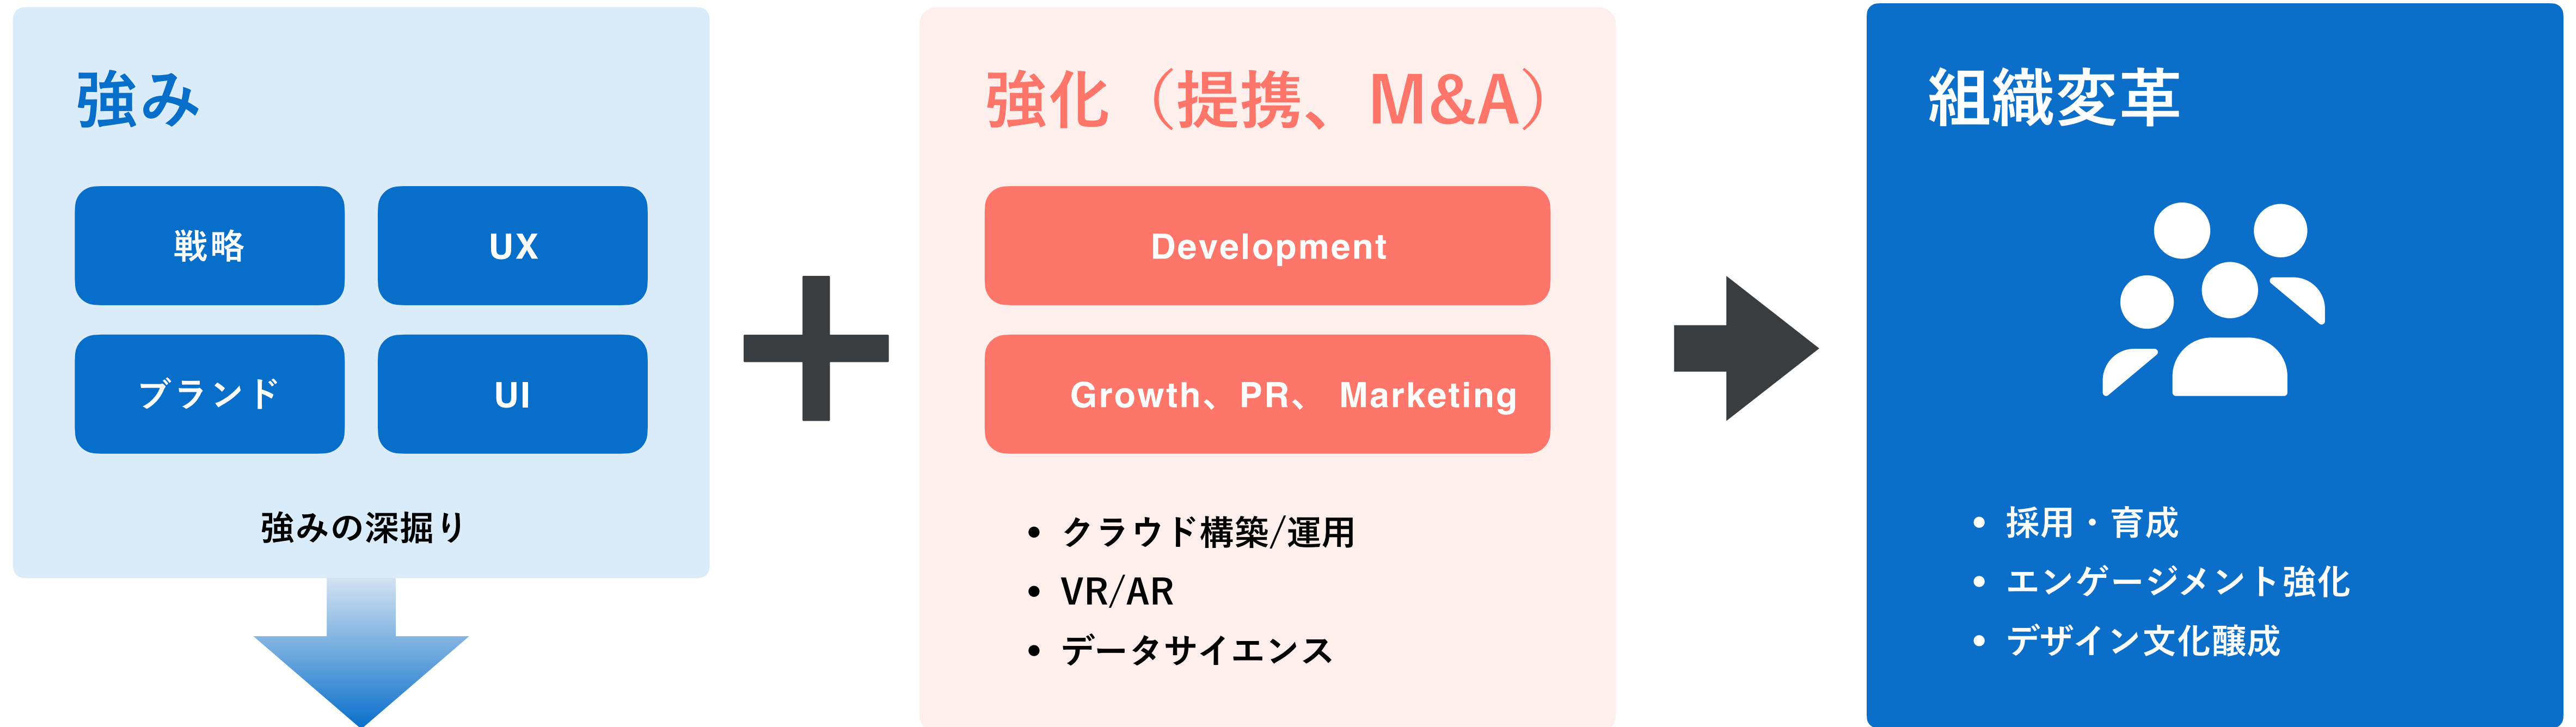 強み
戦略
UX
ブランド
UI
強みの深掘り
強化（提携、M&A）
Development
Growth、PR、 Marketing
• クラウド構築/運用
• VR/AR
• データサイエンス
組織変革
• 採用・育成
• エンゲージメント強化
• デザイン文化醸成